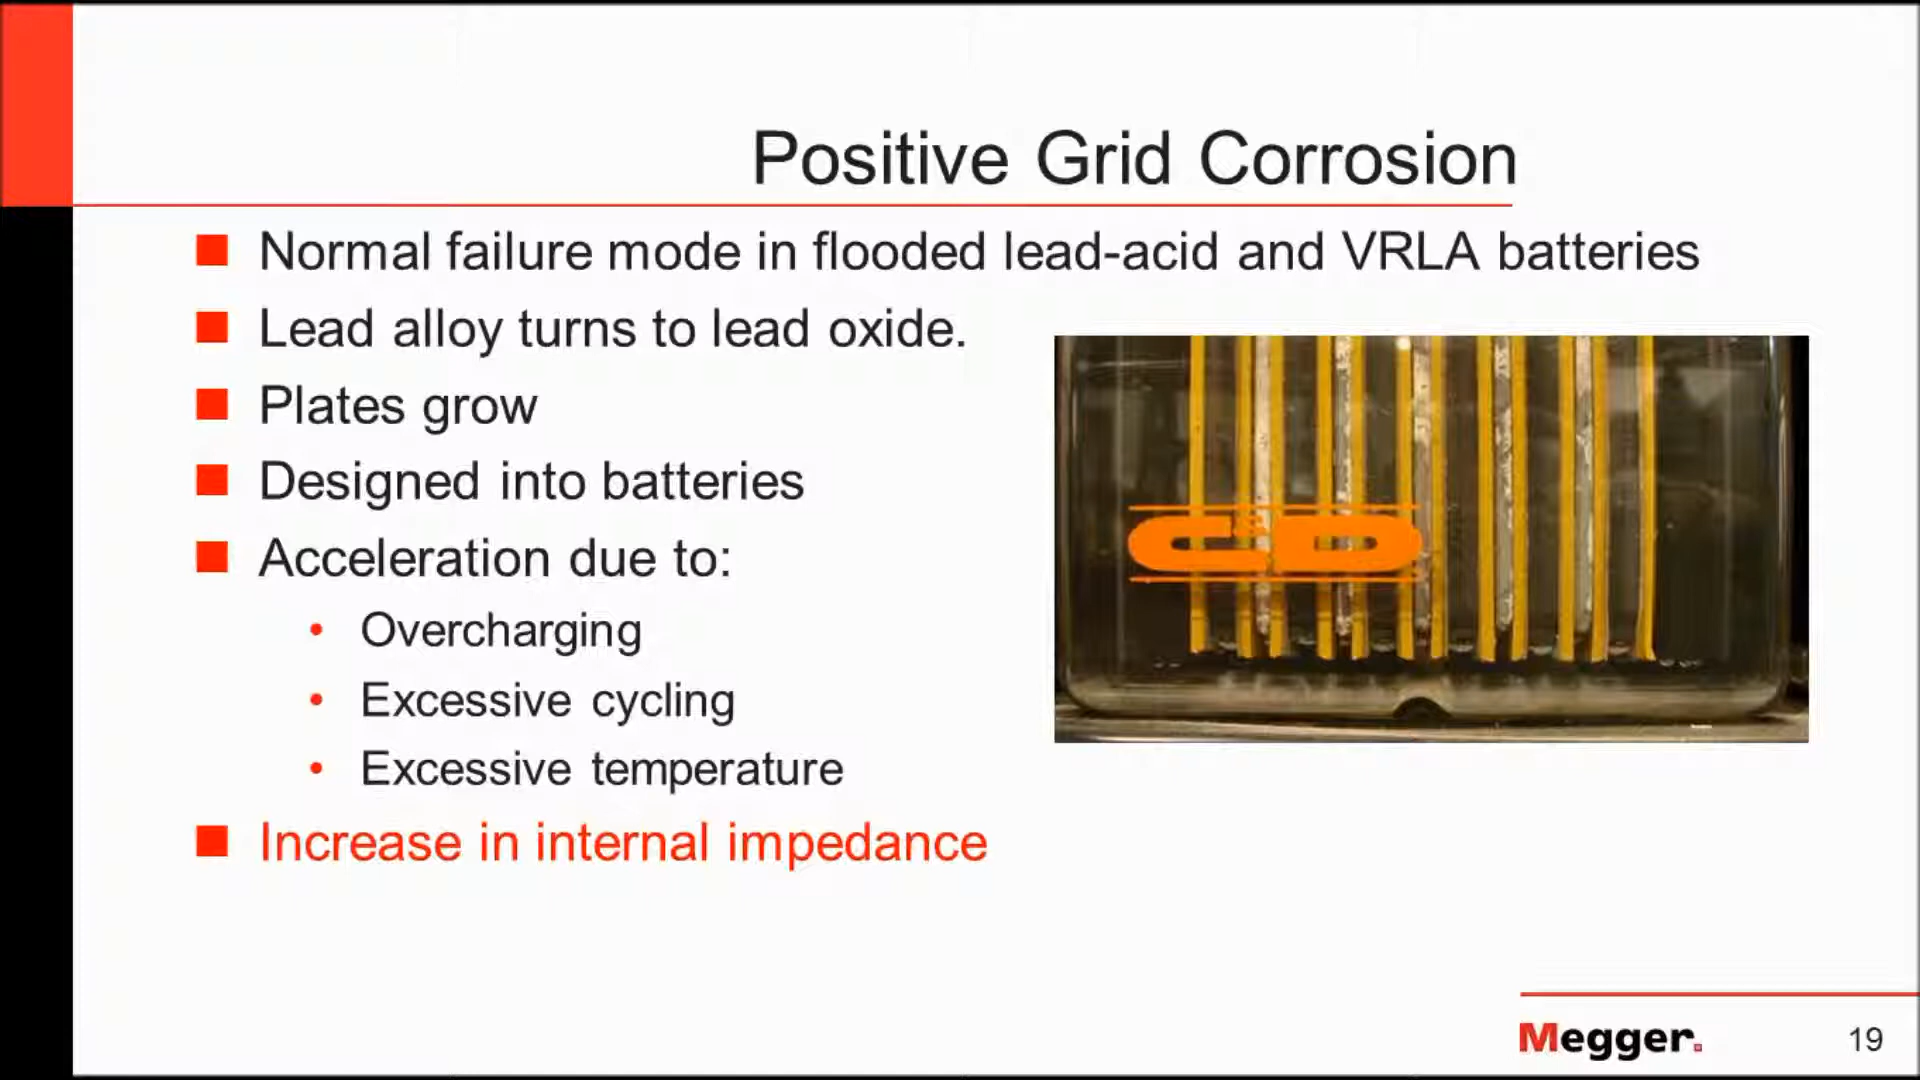 Positive Grid Corrosion
Normal failure mode in flooded lead-acid and VRLA batteries
Lead alloy turns to lead oxide.
Plates grow
Designed into batteries
Acceleration due to:
Overcharging
Excessive cycling
Excessive temperature
Increase in internal impedance
C&D
Megger.
19